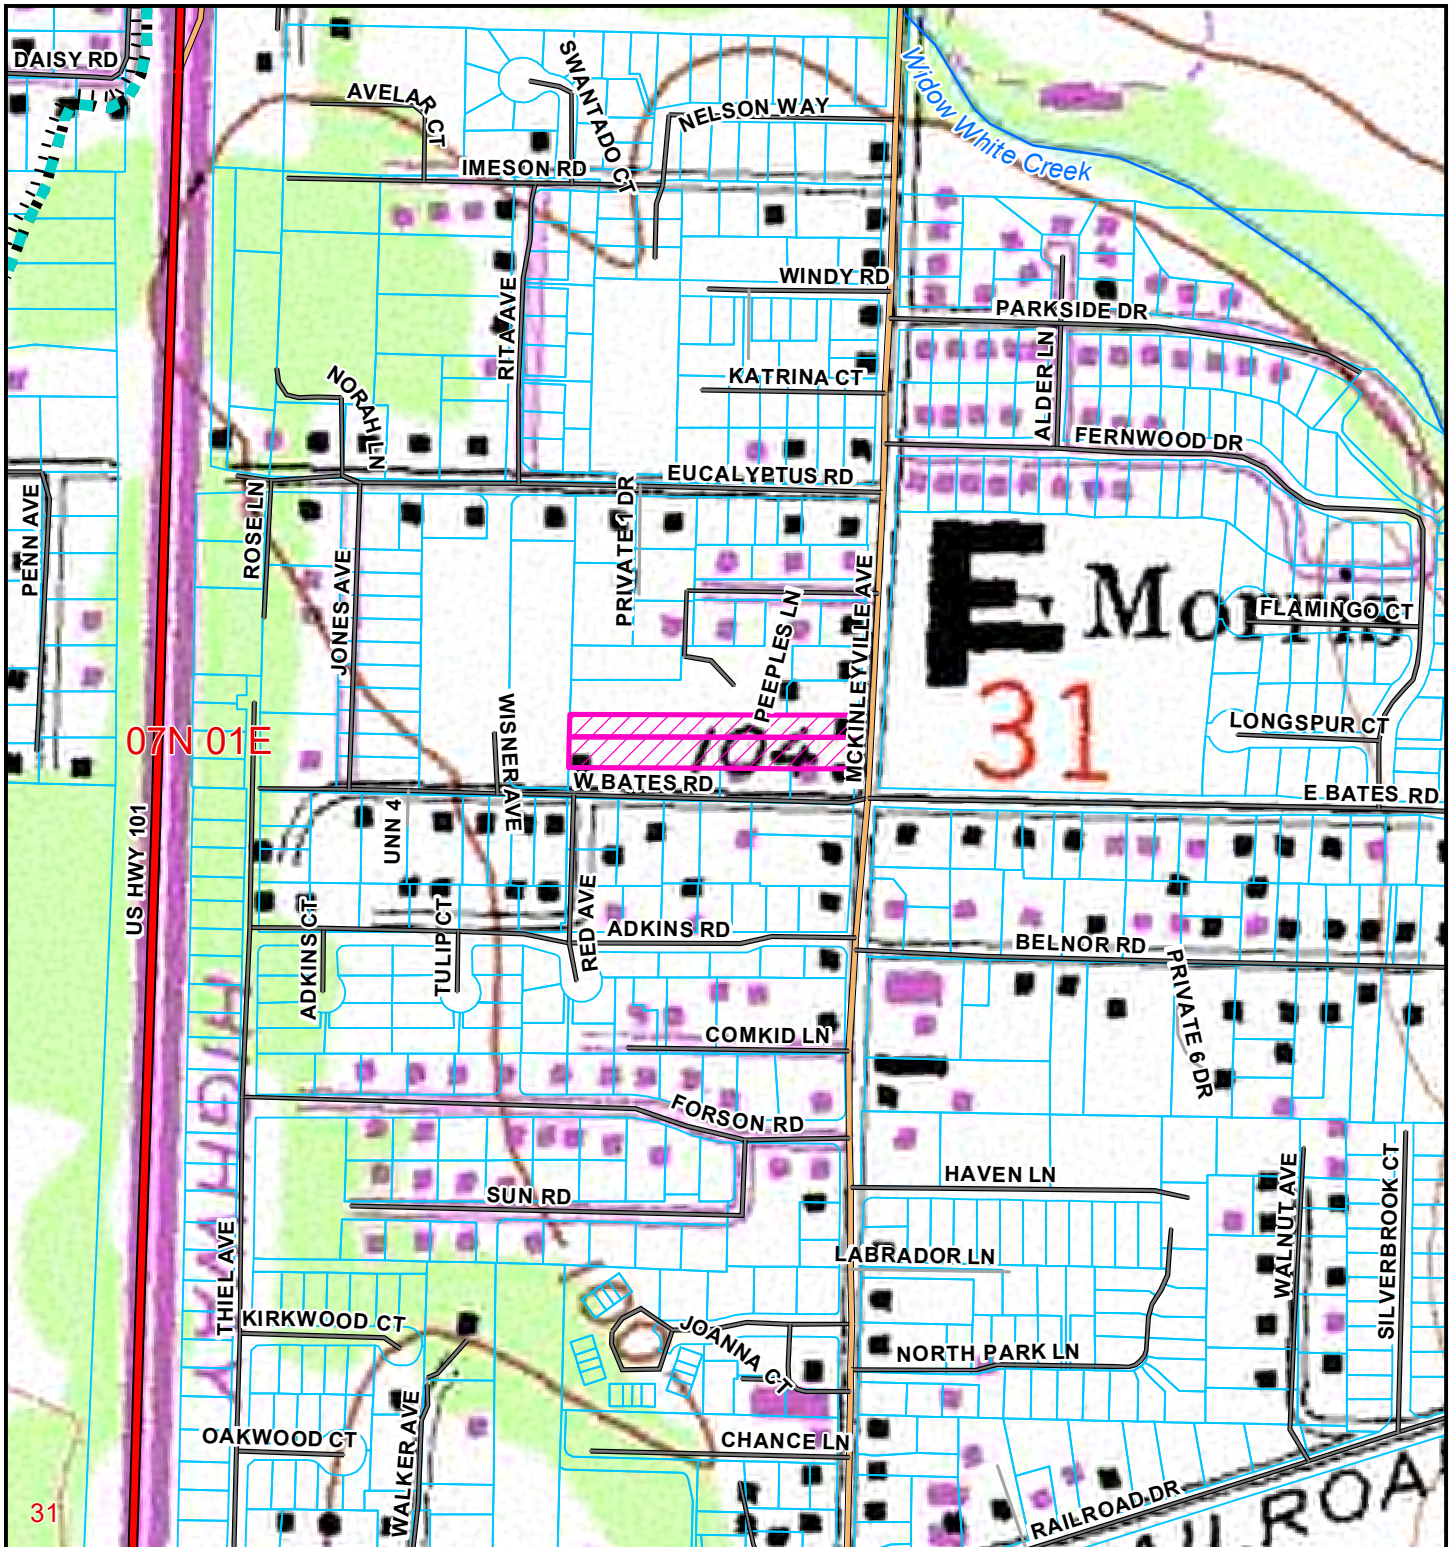 DAISY RD
AVELAR CT
SWANTADO CT
NELSON WAY
Widow White Creek
IMESON RD
WINDY RD
RITA AVE
PARKSIDE DR
ALDER LN
NORAH LN
KATRINA CT
FERNWOOD DR
EUCALYPTUS RD
PENN AVE
ROSE LN
PRIVATE 1 DR
JONES AVE
PEEPLES LN
MCKINLEYVILLE AVE
Morris
FLAMINGO CT
31
WISNER AVE
LONGSPUR CT
07N 01E
104
W BATES RD
E BATES RD
US HWY 101
UNN 4
ADKINS CT
TULIP CT
RED AVE
ADKINS RD
BELNOR RD
PRIVATE 6 DR
COMKID LN
HIGHWAY
FORSON RD
HAVEN LN
SUN RD
WALNUT AVE
SILVERBROOK CT
THIEL AVE
LABRADOR LN
KIRKWOOD CT
JOANNA CT
NORTH PARK LN
OAKWOOD CT
WALKER AVE
CHANCE LN
31
RAILROAD DR